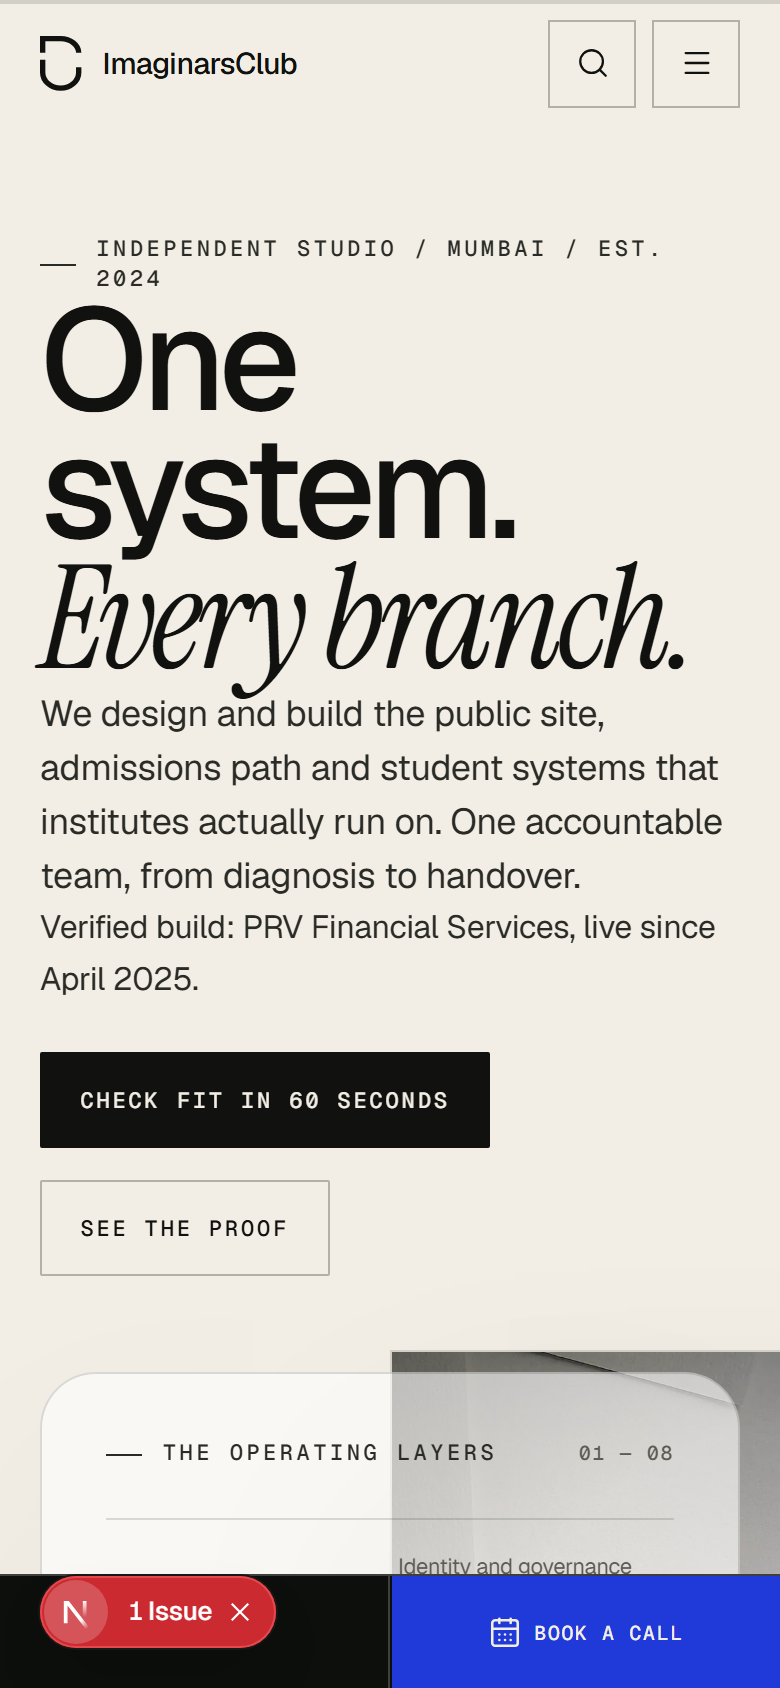 ImaginarsClub
INDEPENDENT STUDIO / MUMBAI / EST.
2024
One
system.
Every branch.
We design and build the public site,
admissions path and student systems that
institutes actually run on. One accountable
team, from diagnosis to handover.
Verified build: PRV Financial Services, live since
April 2025.
CHECK FIT IN 60 SECONDS
SEE THE PROOF
THE OPERATING LAYERS 01 — 08
Identity and governance
N 1 Issue
BOOK A CALL